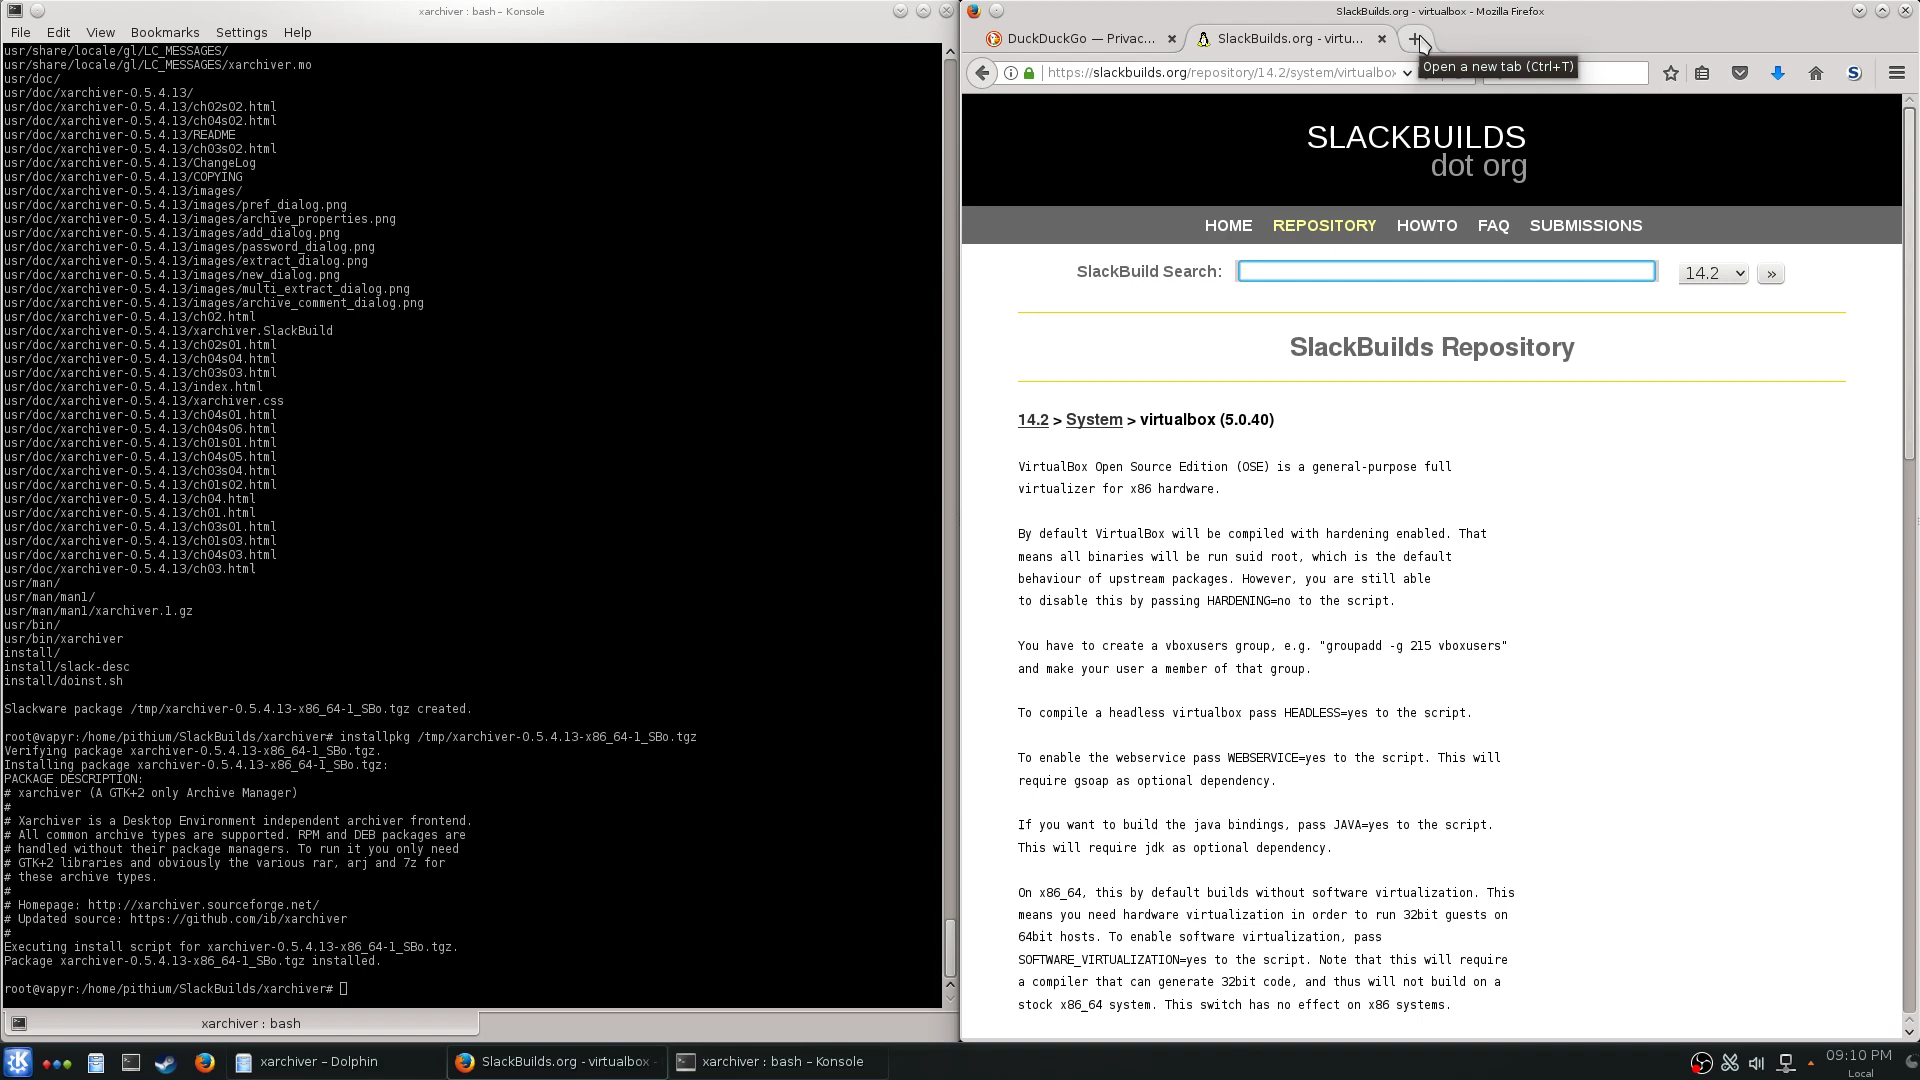 xarchiver : bash – Konsole
File Edit View Bookmarks Settings Help
usr/share/locale/gl/LC_MESSAGES/
usr/share/locale/gl/LC_MESSAGES/xarchiver.mo
usr/doc/
usr/doc/xarchiver-0.5.4.13/
usr/doc/xarchiver-0.5.4.13/ch02s02.html
usr/doc/xarchiver-0.5.4.13/ch04s02.html
usr/doc/xarchiver-0.5.4.13/README
usr/doc/xarchiver-0.5.4.13/ch03s02.html
usr/doc/xarchiver-0.5.4.13/ChangeLog
usr/doc/xarchiver-0.5.4.13/COPYING
usr/doc/xarchiver-0.5.4.13/images/
usr/doc/xarchiver-0.5.4.13/images/pref_dialog.png
usr/doc/xarchiver-0.5.4.13/images/archive_properties.png
usr/doc/xarchiver-0.5.4.13/images/add_dialog.png
usr/doc/xarchiver-0.5.4.13/images/password_dialog.png
usr/doc/xarchiver-0.5.4.13/images/extract_dialog.png
usr/doc/xarchiver-0.5.4.13/images/new_dialog.png
usr/doc/xarchiver-0.5.4.13/images/multi_extract_dialog.png
usr/doc/xarchiver-0.5.4.13/images/archive_comment_dialog.png
usr/doc/xarchiver-0.5.4.13/ch02.html
usr/doc/xarchiver-0.5.4.13/xarchiver.SlackBuild
usr/doc/xarchiver-0.5.4.13/ch02s01.html
usr/doc/xarchiver-0.5.4.13/ch04s04.html
usr/doc/xarchiver-0.5.4.13/ch03s03.html
usr/doc/xarchiver-0.5.4.13/index.html
usr/doc/xarchiver-0.5.4.13/xarchiver.css
usr/doc/xarchiver-0.5.4.13/ch04s01.html
usr/doc/xarchiver-0.5.4.13/ch04s06.html
usr/doc/xarchiver-0.5.4.13/ch01s01.html
usr/doc/xarchiver-0.5.4.13/ch04s05.html
usr/doc/xarchiver-0.5.4.13/ch03s04.html
usr/doc/xarchiver-0.5.4.13/ch01s02.html
usr/doc/xarchiver-0.5.4.13/ch04.html
usr/doc/xarchiver-0.5.4.13/ch01.html
usr/doc/xarchiver-0.5.4.13/ch03s01.html
usr/doc/xarchiver-0.5.4.13/ch01s03.html
usr/doc/xarchiver-0.5.4.13/ch04s03.html
usr/doc/xarchiver-0.5.4.13/ch03.html
usr/man/
usr/man/man1/
usr/man/man1/xarchiver.1.gz
usr/bin/
usr/bin/xarchiver
install/
install/slack-desc
install/doinst.sh
Slackware package /tmp/xarchiver-0.5.4.13-x86_64-1_SBo.tgz created.
root@vapyr:/home/pithium/SlackBuilds/xarchiver# installpkg /tmp/xarchiver-0.5.4.13-x86_64-1_SBo.tgz
Verifying package xarchiver-0.5.4.13-x86_64-1_SBo.tgz.
Installing package xarchiver-0.5.4.13-x86_64-1_SBo.tgz:
PACKAGE DESCRIPTION:
# xarchiver (A GTK+2 only Archive Manager)
#
# Xarchiver is a Desktop Environment independent archiver frontend.
# All common archive types are supported. RPM and DEB packages are
# handled without their package managers. To run it you only need
# GTK+2 libraries and obviously the various rar, arj and 7z for
# these archive types.
#
# Homepage: http://xarchiver.sourceforge.net/
# Updated source: https://github.com/ib/xarchiver
#
Executing install script for xarchiver-0.5.4.13-x86_64-1_SBo.tgz.
Package xarchiver-0.5.4.13-x86_64-1_SBo.tgz installed.
root@vapyr:/home/pithium/SlackBuilds/xarchiver#
xarchiver : bash
SlackBuilds.org - virtualbox - Mozilla Firefox
DuckDuckGo — Privac...
SlackBuilds.org - virtu...
https://slackbuilds.org/repository/14.2/system/virtualbox
Open a new tab (Ctrl+T)
SLACKBUILDS
dot org
HOME REPOSITORY HOWTO FAQ SUBMISSIONS
SlackBuild Search: 14.2 »
SlackBuilds Repository
14.2 > System > virtualbox (5.0.40)
VirtualBox Open Source Edition (OSE) is a general-purpose full
virtualizer for x86 hardware.
By default VirtualBox will be compiled with hardening enabled. That
means all binaries will be run suid root, which is the default
behaviour of upstream packages. However, you are still able
to disable this by passing HARDENING=no to the script.
You have to create a vboxusers group, e.g. "groupadd -g 215 vboxusers"
and make your user a member of that group.
To compile a headless virtualbox pass HEADLESS=yes to the script.
To enable the webservice pass WEBSERVICE=yes to the script. This will
require gsoap as optional dependency.
If you want to build the java bindings, pass JAVA=yes to the script.
This will require jdk as optional dependency.
On x86_64, this by default builds without software virtualization. This
means you need hardware virtualization in order to run 32bit guests on
64bit hosts. To enable software virtualization, pass
SOFTWARE_VIRTUALIZATION=yes to the script. Note that this will require
a compiler that can generate 32bit code, and thus will not build on a
stock x86_64 system. This switch has no effect on x86 systems.
xarchiver – Dolphin
SlackBuilds.org - virtualbox -
xarchiver : bash – Konsole
09:10 PM
Local